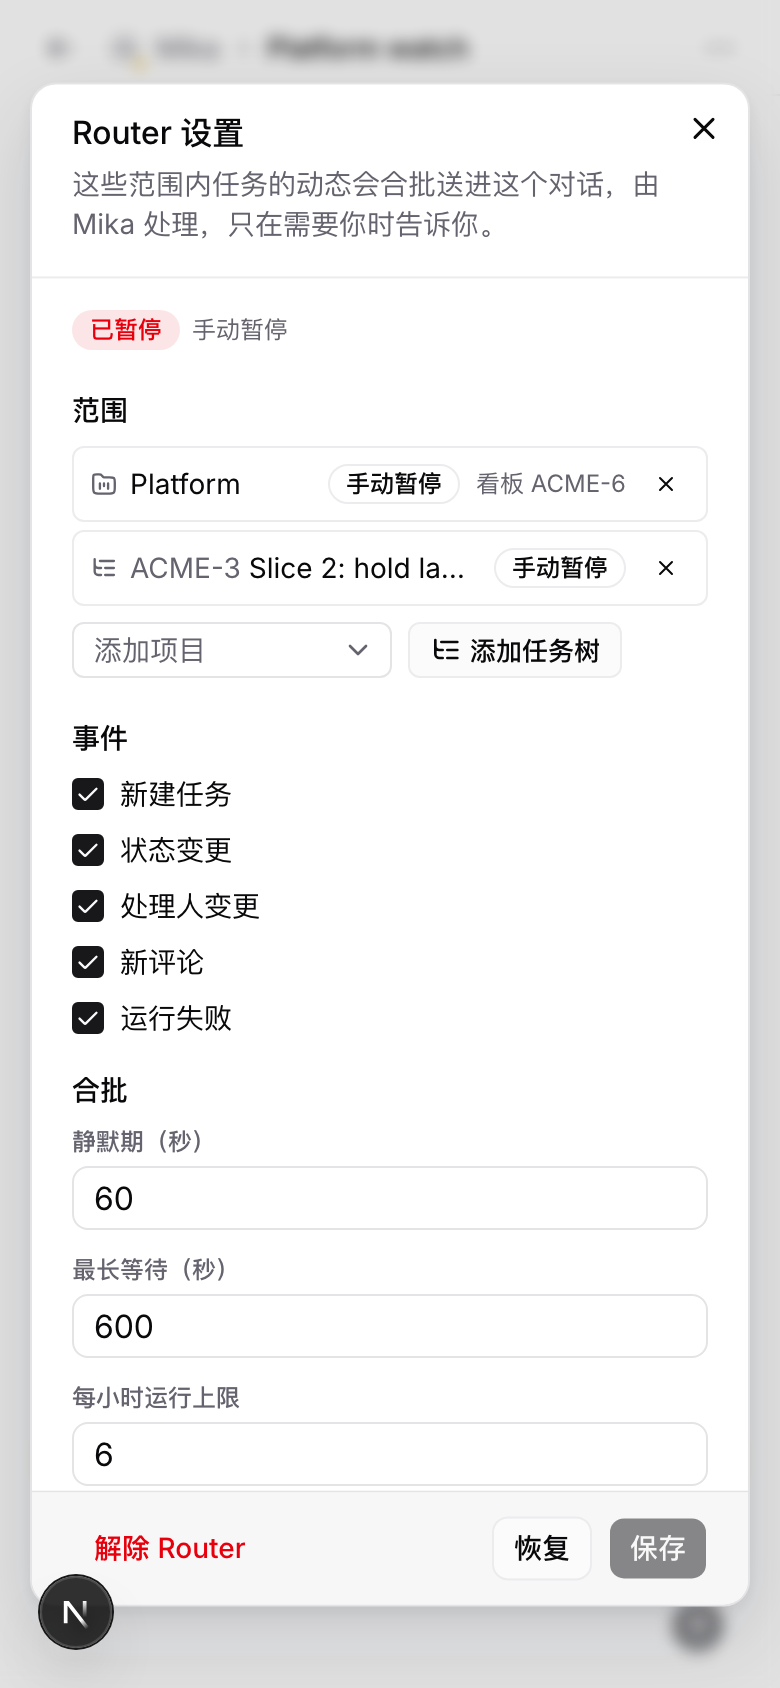 Mika
Platform watch
Router 设置
这些范围内任务的动态会合批送进这个对话，由
Mika 处理，只在需要你时告诉你。
已暂停 手动暂停
范围
Platform 手动暂停 看板 ACME-6
ACME-3 Slice 2: hold la... 手动暂停
添加项目 添加任务树
事件
新建任务
状态变更
处理人变更
新评论
运行失败
合批
静默期（秒）
60
最长等待（秒）
600
每小时运行上限
6
解除 Router 恢复 保存
N